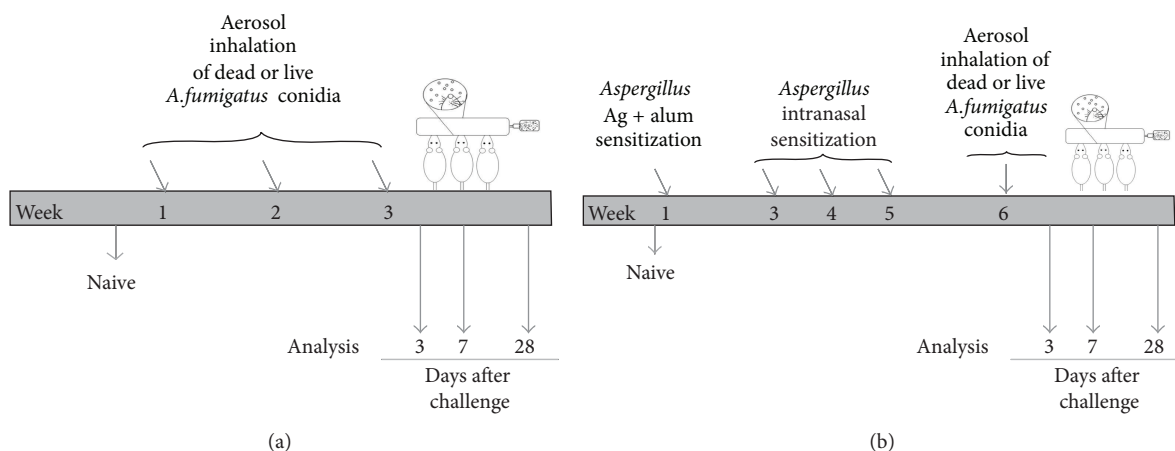 Aerosol
inhalation
of dead or live
A.fumigatus conidia
Week 1 2 3
Naive
Analysis 3 7 28
Days after
challenge
(a)
Aspergillus
Ag + alum
sensitization
Aspergillus
intranasal
sensitization
Aerosol
inhalation of
dead or live
A.fumigatus
conidia
Week 1 3 4 5 6
Naive
Analysis 3 7 28
Days after
challenge
(b)